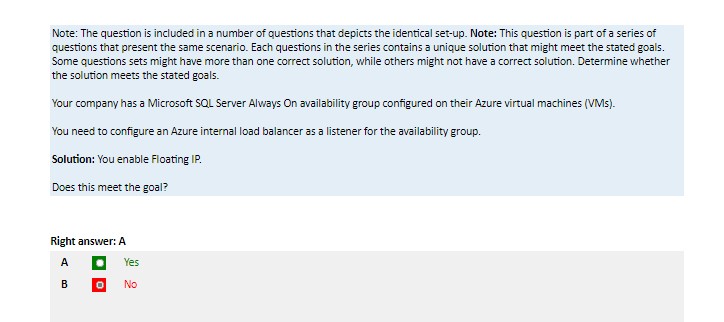 Note: The question is included in a number of questions that depicts the identical set-up. Note: This question is part of a series of
questions that present the same scenario. Each questions in the series contains a unique solution that might meet the stated goals.
Some questions sets might have more than one correct solution, while others might not have a correct solution. Determine whether
the solution meets the stated goals.
Your company has a Microsoft SQL Server Always On availability group configured on their Azure virtual machines (VMs).
You need to configure an Azure internal load balancer as a listener for the availability group.
Solution: You enable Floating IP.
Does this meet the goal?
Right answer: A
A Yes
B No